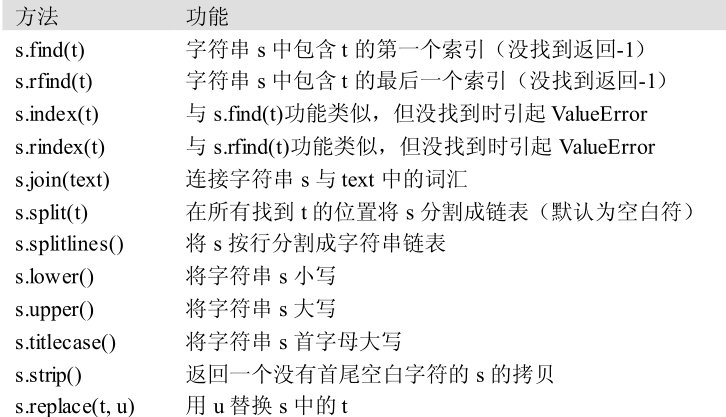 方法 功能
s.find(t) 字符串 s 中包含 t 的第一个索引（没找到返回-1）
s.rfind(t) 字符串 s 中包含 t 的最后一个索引（没找到返回-1）
s.index(t) 与 s.find(t)功能类似，但没找到时引起 ValueError
s.rindex(t) 与 s.rfind(t)功能类似，但没找到时引起 ValueError
s.join(text) 连接字符串 s 与 text 中的词汇
s.split(t) 在所有找到 t 的位置将 s 分割成链表（默认为空白符）
s.splitlines() 将 s 按行分割成字符串链表
s.lower() 将字符串 s 小写
s.upper() 将字符串 s 大写
s.titlecase() 将字符串 s 首字母大写
s.strip() 返回一个没有首尾空白字符的 s 的拷贝
s.replace(t, u) 用 u 替换 s 中的 t